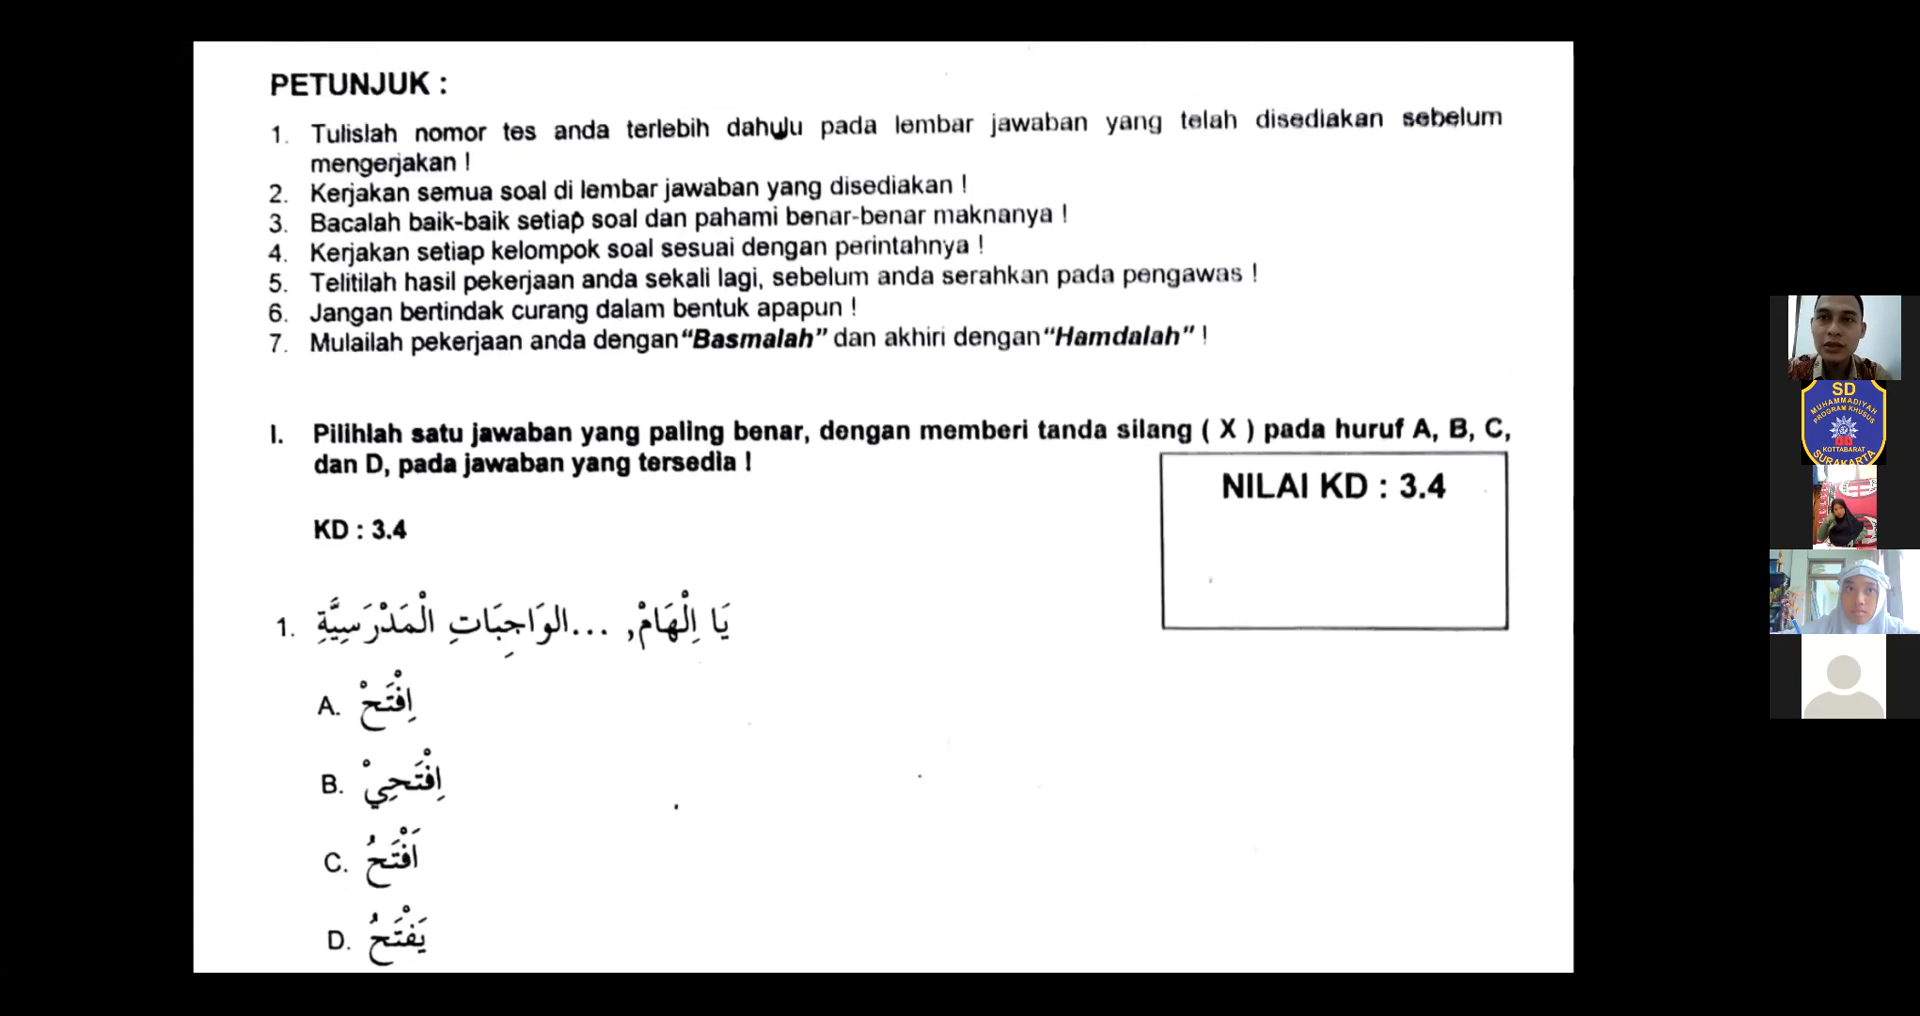 PETUNJUK :
1. Tulislah nomor tes anda terlebih dahulu pada lembar jawaban yang telah disediakan sebelum
mengerjakan !
2. Kerjakan semua soal di lembar jawaban yang disediakan !
3. Bacalah baik-baik setiap soal dan pahami benar-benar maknanya !
4. Kerjakan setiap kelompok soal sesuai dengan perintahnya !
5. Telitilah hasil pekerjaan anda sekali lagi, sebelum anda serahkan pada pengawas !
6. Jangan bertindak curang dalam bentuk apapun !
7. Mulailah pekerjaan anda dengan “Basmalah” dan akhiri dengan “Hamdalah” !
I. Pilihlah satu jawaban yang paling benar, dengan memberi tanda silang ( X ) pada huruf A, B, C,
dan D, pada jawaban yang tersedia !
NILAI KD : 3.4
KD : 3.4
1. يَا اِلْهَامْ, ...الوَاجِبَاتِ الْمَدْرَسِيَّةِ
A. اِفْتَحْ
B. اِفْتَحِيْ
C. اَفْتَحُ
D. يَفْتَحُ
SD
MUHAMMADIYAH
PROGRAM KHUSUS
KOTTABARAT
SURAKARTA